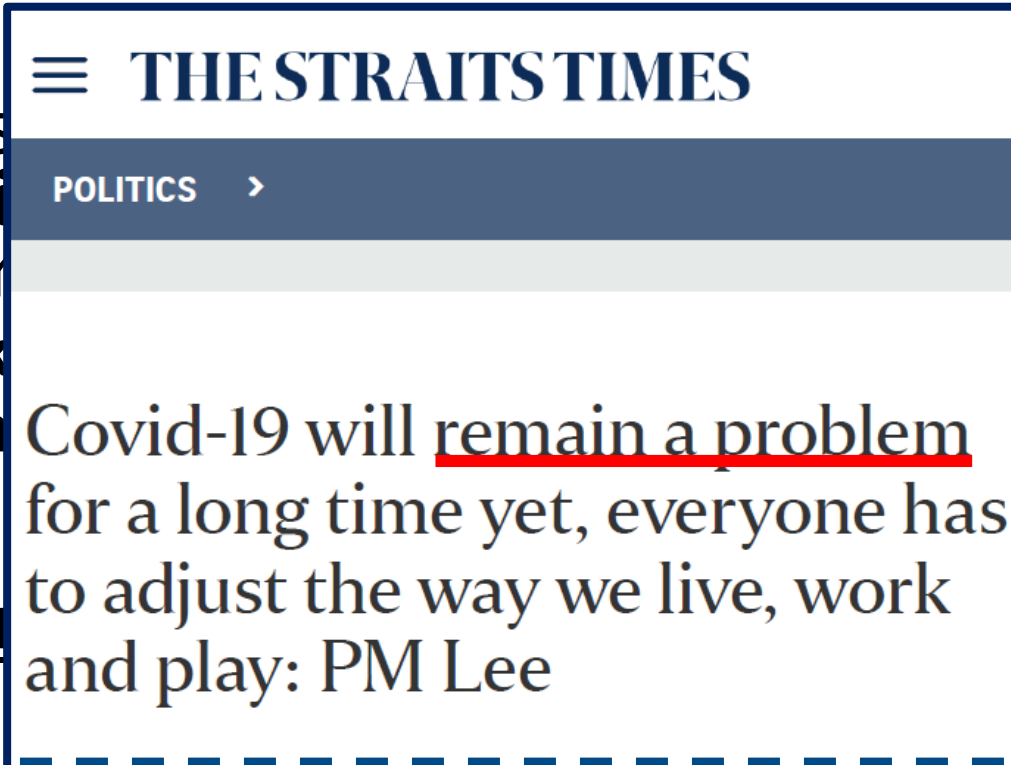 THE STRAITS TIMES
POLITICS >
Covid-19 will remain a problem
for a long time yet, everyone has
to adjust the way we live, work
and play: PM Lee